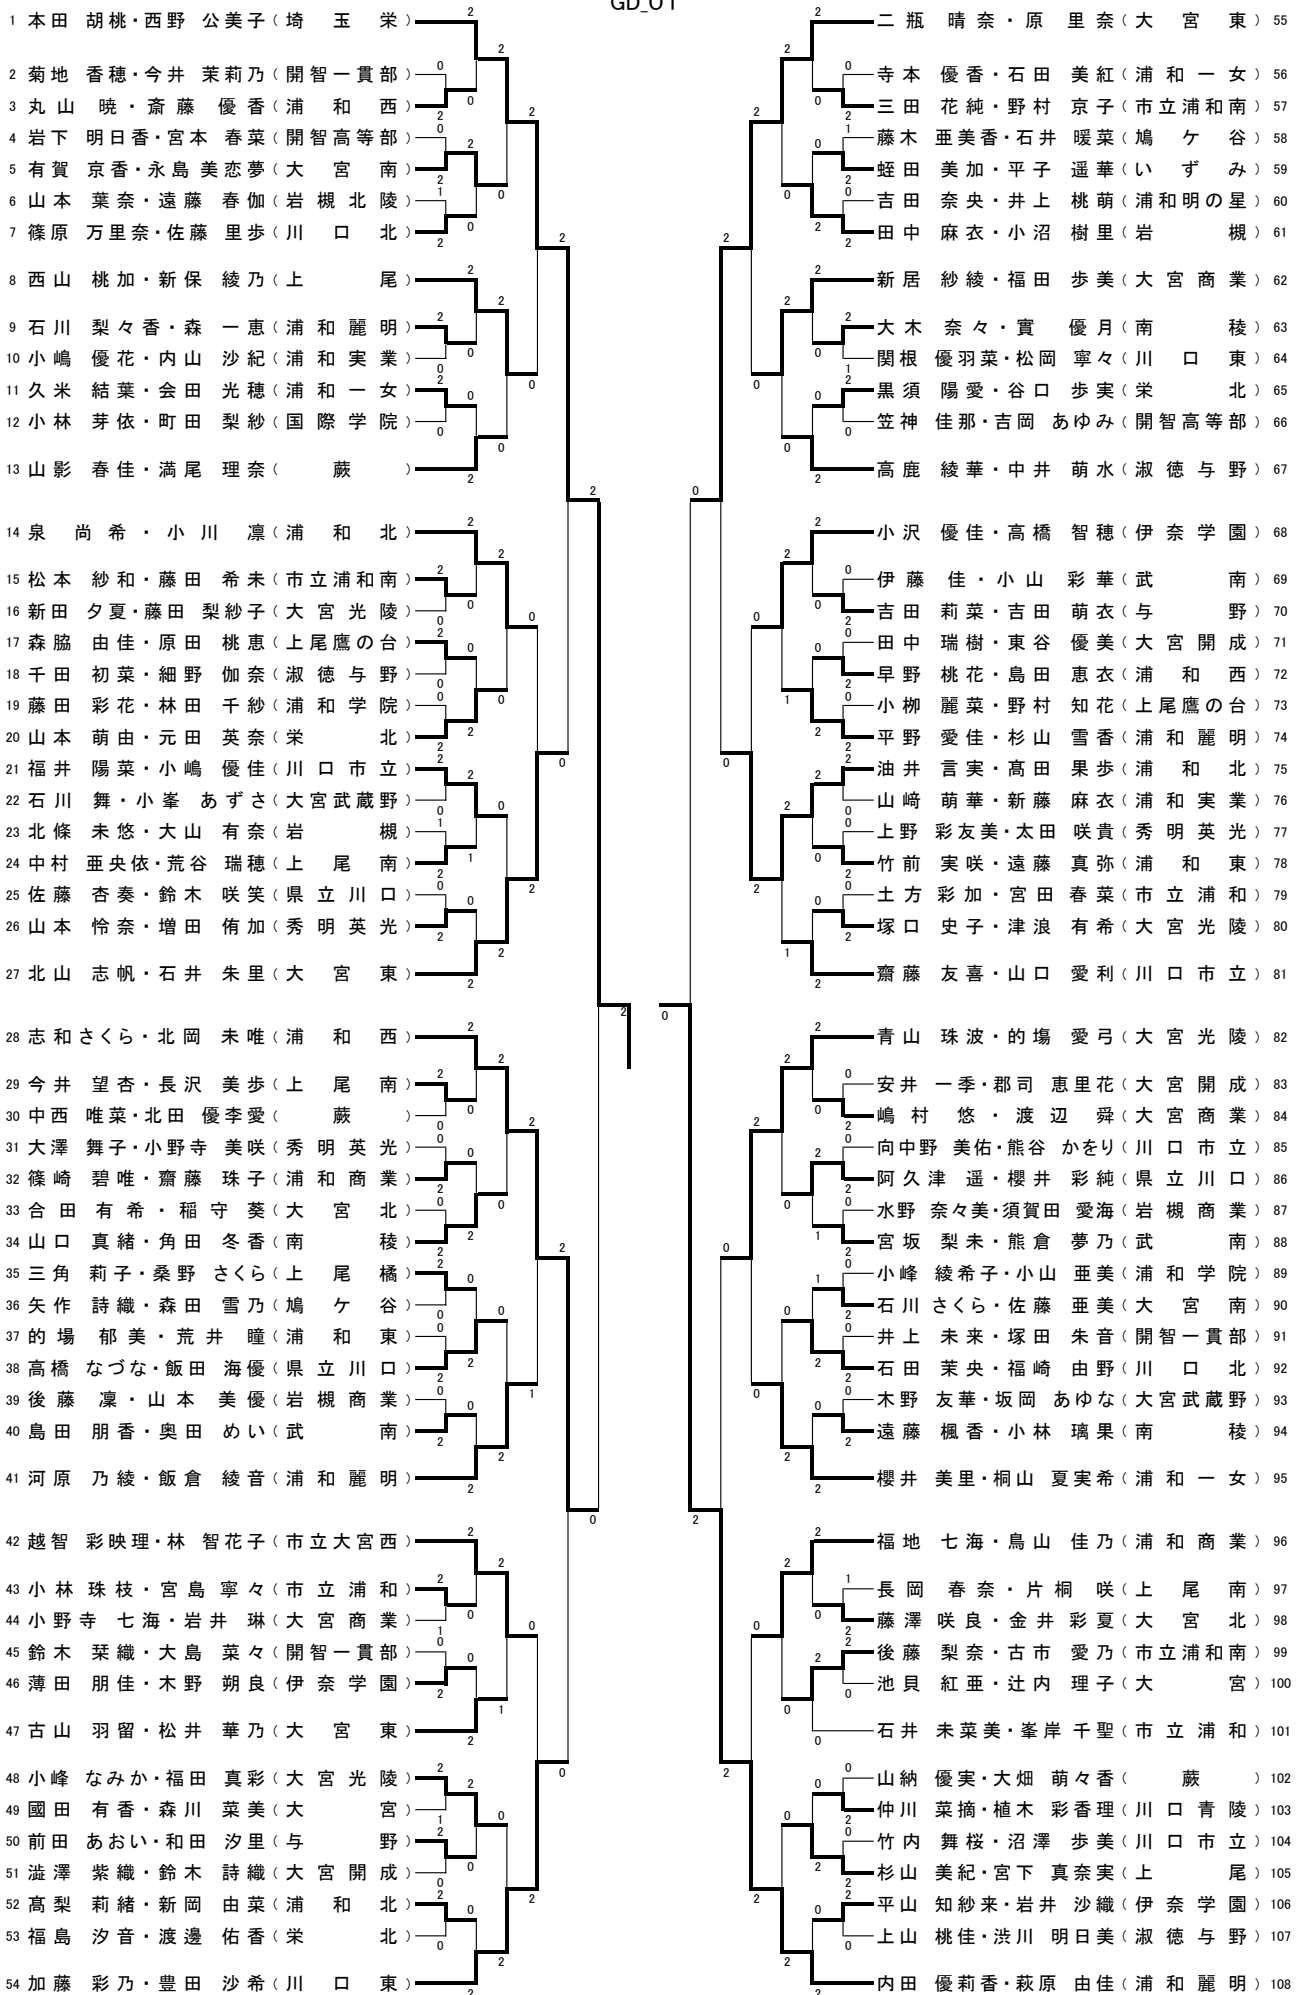 GD_O1
1 本田 胡桃・西野 公美子（埼玉栄）
2 菊地 香穂・今井 茉莉乃（開智一貫部）
3 丸山 暁・斎藤 優香（浦和西）
4 岩下 明日香・宮本 春菜（開智高等部）
5 有賀 京香・永島 美恋夢（大宮南）
6 山本 葉奈・遠藤 春伽（岩槻北陵）
7 篠原 万里奈・佐藤 里歩（川口北）
8 西山 桃加・新保 綾乃（上尾）
9 石川 梨々香・森 一恵（浦和麗明）
10 小嶋 優花・内山 沙紀（浦和実業）
11 久米 結葉・会田 光穂（浦和一女）
12 小林 芽依・町田 梨紗（国際学院）
13 山影 春佳・満尾 理奈（蕨）
14 泉 尚希・小川 凛（浦和北）
15 松本 紗和・藤田 希未（市立浦和南）
16 新田 夕夏・藤田 梨紗子（大宮光陵）
17 森脇 由佳・原田 桃恵（上尾鷹の台）
18 千田 初菜・細野 伽奈（淑徳与野）
19 藤田 彩花・林田 千紗（浦和学院）
20 山本 萌由・元田 英奈（栄北）
21 福井 陽菜・小嶋 優佳（川口市立）
22 石川 舞・小峯 あずさ（大宮武蔵野）
23 北條 未悠・大山 有奈（岩槻）
24 中村 亜央依・荒谷 瑞穂（上尾南）
25 佐藤 杏奏・鈴木 咲笑（県立川口）
26 山本 怜奈・増田 侑加（秀明英光）
27 北山 志帆・石井 朱里（大宮東）
28 志和さくら・北岡 未唯（浦和西）
29 今井 望杏・長沢 美歩（上尾南）
30 中西 唯菜・北田 優李愛（蕨）
31 大澤 舞子・小野寺 美咲（秀明英光）
32 篠崎 碧唯・齋藤 珠子（浦和商業）
33 合田 有希・稲守 葵（大宮北）
34 山口 真緒・角田 冬香（南稜）
35 三角 莉子・桑野 さくら（上尾橘）
36 矢作 詩織・森田 雪乃（鳩ケ谷）
37 的場 郁美・荒井 瞳（浦和東）
38 高橋 なづな・飯田 海優（県立川口）
39 後藤 凜・山本 美優（岩槻商業）
40 島田 朋香・奥田 めい（武南）
41 河原 乃綾・飯倉 綾音（浦和麗明）
42 越智 彩映理・林 智花子（市立大宮西）
43 小林 珠枝・宮島 寧々（市立浦和）
44 小野寺 七海・岩井 琳（大宮商業）
45 鈴木 栞織・大島 菜々（開智一貫部）
46 薄田 朋佳・木野 朔良（伊奈学園）
47 古山 羽留・松井 華乃（大宮東）
48 小峰 なみか・福田 真彩（大宮光陵）
49 國田 有香・森川 菜美（大宮）
50 前田 あおい・和田 汐里（与野）
51 澁澤 紫織・鈴木 詩織（大宮開成）
52 髙梨 莉緒・新岡 由菜（浦和北）
53 福島 汐音・渡邊 佑香（栄北）
54 加藤 彩乃・豊田 沙希（川口東）
二瓶 晴奈・原 里奈（大宮東）55
寺本 優香・石田 美紅（浦和一女）56
三田 花純・野村 京子（市立浦和南）57
藤木 亜美香・石井 暖菜（鳩ケ谷）58
蛭田 美加・平子 遥華（いずみ）59
吉田 奈央・井上 桃萌（浦和明の星）60
田中 麻衣・小沼 樹里（岩槻）61
新居 紗綾・福田 歩美（大宮商業）62
大木 奈々・實 優月（南稜）63
関根 優羽菜・松岡 寧々（川口東）64
黒須 陽愛・谷口 歩実（栄北）65
笠神 佳那・吉岡 あゆみ（開智高等部）66
高鹿 綾華・中井 萌水（淑徳与野）67
小沢 優佳・高橋 智穂（伊奈学園）68
伊藤 佳・小山 彩華（武南）69
吉田 莉菜・吉田 萌衣（与野）70
田中 瑞樹・東谷 優美（大宮開成）71
早野 桃花・島田 恵衣（浦和西）72
小栁 麗菜・野村 知花（上尾鷹の台）73
平野 愛佳・杉山 雪香（浦和麗明）74
油井 言実・髙田 果歩（浦和北）75
山﨑 萌華・新藤 麻衣（浦和実業）76
上野 彩友美・太田 咲貴（秀明英光）77
竹前 実咲・遠藤 真弥（浦和東）78
土方 彩加・宮田 春菜（市立浦和）79
塚口 史子・津浪 有希（大宮光陵）80
齋藤 友喜・山口 愛利（川口市立）81
青山 珠波・的塲 愛弓（大宮光陵）82
安井 一季・郡司 恵里花（大宮開成）83
嶋村 悠・渡辺 舜（大宮商業）84
向中野 美佑・熊谷 かをり（川口市立）85
阿久津 遥・櫻井 彩純（県立川口）86
水野 奈々美・須賀田 愛海（岩槻商業）87
宮坂 梨未・熊倉 夢乃（武南）88
小峰 綾希子・小山 亜美（浦和学院）89
石川 さくら・佐藤 亜美（大宮南）90
井上 未来・塚田 朱音（開智一貫部）91
石田 茉央・福崎 由野（川口北）92
木野 友華・坂岡 あゆな（大宮武蔵野）93
遠藤 楓香・小林 璃果（南稜）94
櫻井 美里・桐山 夏実希（浦和一女）95
福地 七海・鳥山 佳乃（浦和商業）96
長岡 春奈・片桐 咲（上尾南）97
藤澤 咲良・金井 彩夏（大宮北）98
後藤 梨奈・古市 愛乃（市立浦和南）99
池貝 紅亜・辻内 理子（大宮）100
石井 未菜美・峯岸 千聖（市立浦和）101
山納 優実・大畑 萌々香（蕨）102
仲川 菜摘・植木 彩香理（川口青陵）103
竹内 舞桜・沼澤 歩美（川口市立）104
杉山 美紀・宮下 真奈実（上尾）105
平山 知紗来・岩井 沙織（伊奈学園）106
上山 桃佳・渋川 明日美（淑徳与野）107
内田 優莉香・萩原 由佳（浦和麗明）108